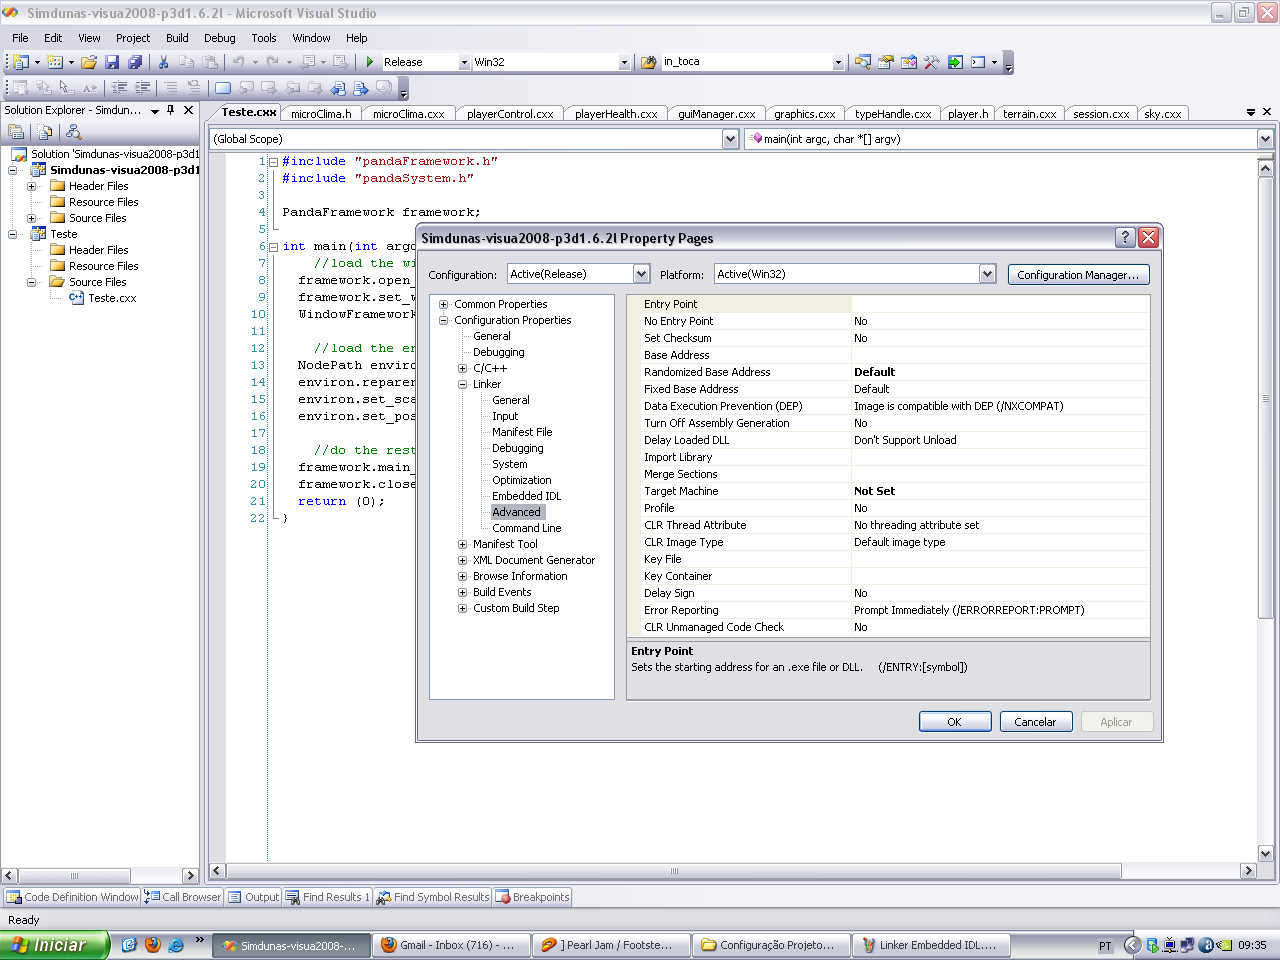 Simdunas-visua2008-p3d1.6.2l - Microsoft Visual Studio
File Edit View Project Build Debug Tools Window Help
Release Win32 in_toca
Solution Explorer - Simdun...
Teste.cxx microClima.h microClima.cxx playerControl.cxx playerHealth.cxx guiManager.cxx graphics.cxx typeHandle.cxx player.h terrain.cxx session.cxx sky.cxx
(Global Scope) main(int argc, char *[] argv)
Solution 'Simdunas-visua2008-p3d1
Simdunas-visua2008-p3d1
Header Files
Resource Files
Source Files
Teste
Header Files
Resource Files
Source Files
Teste.cxx
1 #include "pandaFramework.h"
2 #include "pandaSystem.h"
3
4 PandaFramework framework;
5
6 int main(int argc
7 //load the wi
8 framework.open_
9 framework.set_w
10 WindowFramework
11
12 //load the en
13 NodePath enviro
14 environ.reparen
15 environ.set_sca
16 environ.set_pos
17
18 //do the rest
19 framework.main_
20 framework.close
21 return (0);
22 }
Simdunas-visua2008-p3d1.6.2l Property Pages
Configuration: Active(Release) Platform: Active(Win32) Configuration Manager...
Common Properties
Configuration Properties
General
Debugging
C/C++
Linker
General
Input
Manifest File
Debugging
System
Optimization
Embedded IDL
Advanced
Command Line
Manifest Tool
XML Document Generator
Browse Information
Build Events
Custom Build Step
Entry Point
No Entry Point No
Set Checksum No
Base Address
Randomized Base Address Default
Fixed Base Address Default
Data Execution Prevention (DEP) Image is compatible with DEP (/NXCOMPAT)
Turn Off Assembly Generation No
Delay Loaded DLL Don't Support Unload
Import Library
Merge Sections
Target Machine Not Set
Profile No
CLR Thread Attribute No threading attribute set
CLR Image Type Default image type
Key File
Key Container
Delay Sign No
Error Reporting Prompt Immediately (/ERRORREPORT:PROMPT)
CLR Unmanaged Code Check No
Entry Point
Sets the starting address for an .exe file or DLL. (/ENTRY:[symbol])
OK Cancelar Aplicar
Code Definition Window Call Browser Output Find Results 1 Find Symbol Results Breakpoints
Ready
Iniciar Simdunas-visua2008-... Gmail - Inbox (716) - ... ] Pearl Jam / Footste... Configuração Projeto... Linker Embedded IDL.... PT 09:35